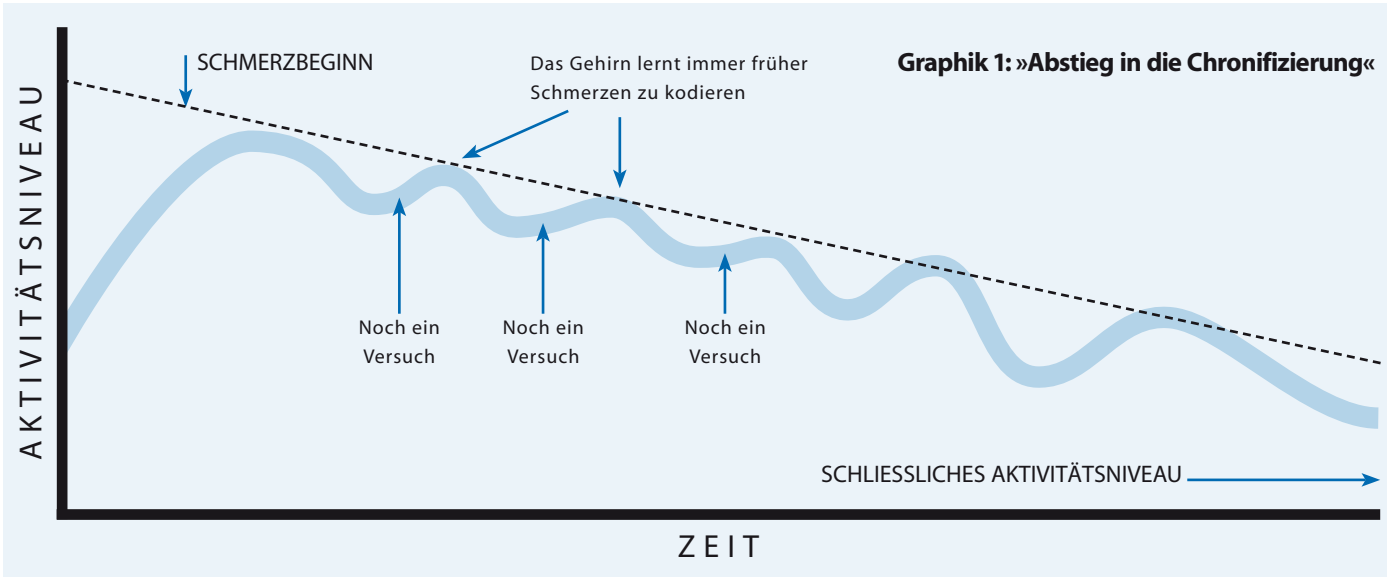 SCHMERZBEGINN
Das Gehirn lernt immer früher
Schmerzen zu kodieren
Graphik 1: »Abstieg in die Chronifizierung«
AKTIVITÄTSNIVEAU
Noch ein
Versuch
Noch ein
Versuch
Noch ein
Versuch
SCHLIESSLICHES AKTIVITÄTSNIVEAU
ZEIT